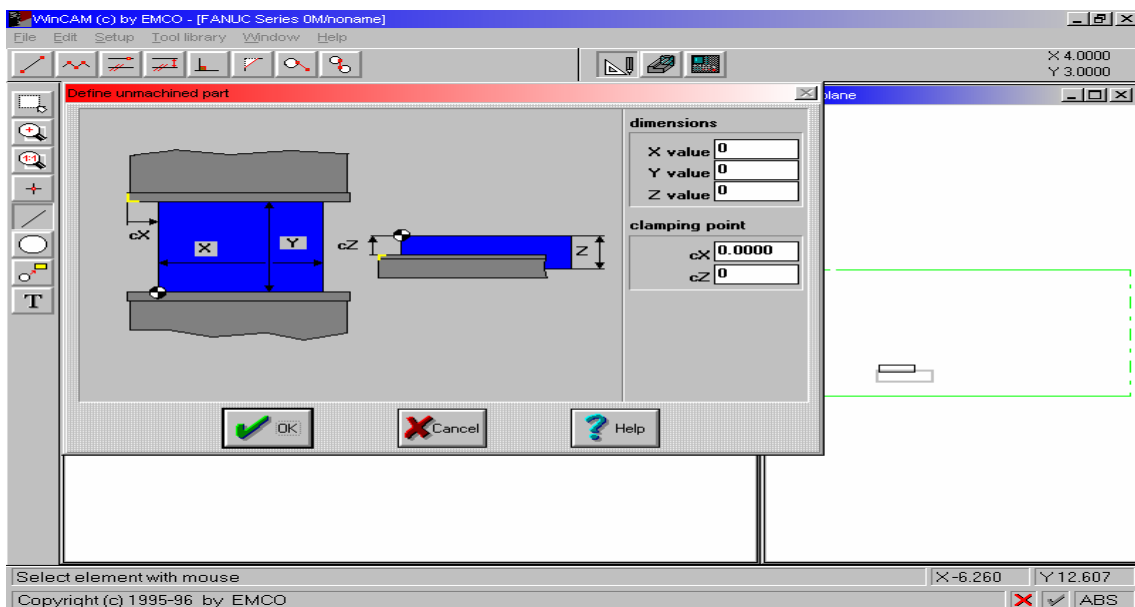 WinCAM (c) by EMCO - [FANUC Series 0M/noname]
File Edit Setup Tool library Window Help
X 4.0000
Y 3.0000
Define unmachined part
plane
dimensions
X value 0
Y value 0
Z value 0
clamping point
cX 0.0000
cZ 0
cX
X
Y
cZ
Z
1:1
T
OK
Cancel
? Help
Select element with mouse
X-6.260
Y 12.607
Copyright (c) 1995-96 by EMCO
ABS